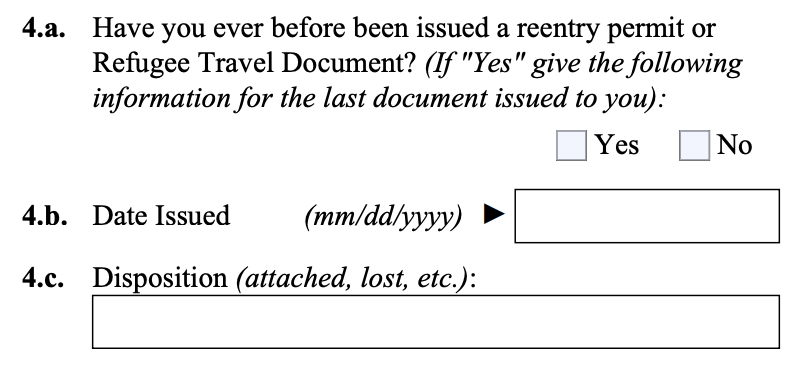 4.a. Have you ever before been issued a reentry permit or
Refugee Travel Document? (If "Yes" give the following
information for the last document issued to you):
Yes No
4.b. Date Issued (mm/dd/yyyy) ►
4.c. Disposition (attached, lost, etc.):